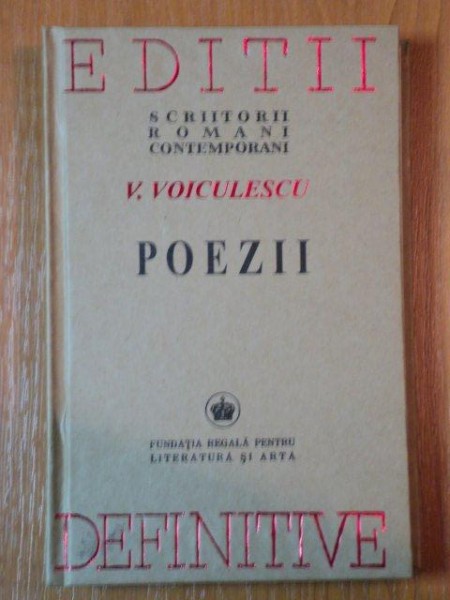 EDITII
SCRIITORII
ROMANI
CONTEMPORANI
V. VOICULESCU
POEZII
FUNDAȚIA REGALĂ PENTRU
LITERATURĂ ȘI ARTĂ
DEFINITIVE